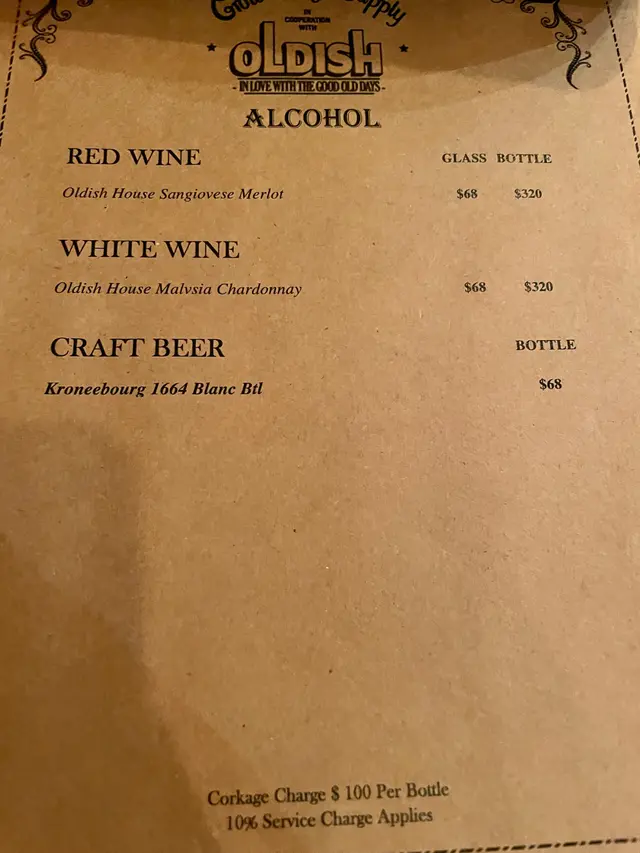 IN
COOPERATION
WITH
OLDISH
- IN LOVE WITH THE GOOD OLD DAYS -
ALCOHOL
RED WINE GLASS BOTTLE
Oldish House Sangiovese Merlot $68 $320
WHITE WINE
Oldish House Malvsia Chardonnay $68 $320
CRAFT BEER BOTTLE
Kroneebourg 1664 Blanc Btl $68
Corkage Charge $ 100 Per Bottle
10% Service Charge Applies